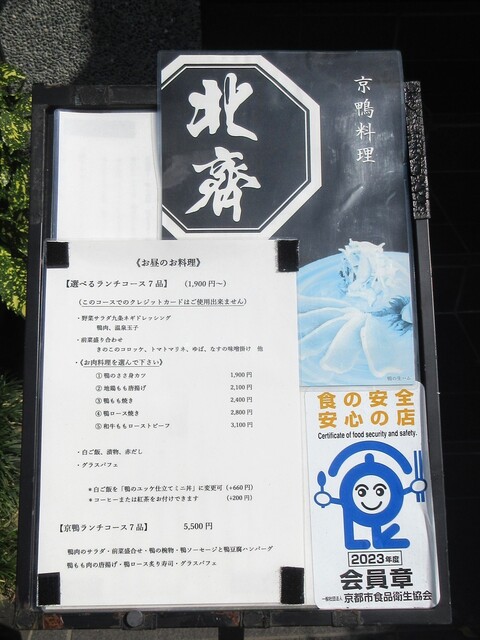 京鴨料理
北齊
《お昼のお料理》
【選べるランチコース7品】 (1,900円~)
(このコースでのクレジットカードはご使用出来ません)
・野菜サラダ九条ネギドレッシング
鴨肉、温泉玉子
・前菜盛り合わせ
きのこのコロッケ、トマトマリネ、ゆば、なすの味噌掛け 他
・《お肉料理を選んで下さい》
①鴨のささ身カツ 1,900円
②地鶏もも唐揚げ 2,100円
③鴨もも焼き 2,400円
④鴨ロース焼き 2,800円
⑤和牛ももローストビーフ 3,100円
・白ご飯、漬物、赤だし
・グラスパフェ
*白ご飯を「鴨のユッケ仕立てミニ丼」に変更可 (+660円)
*コーヒーまたは紅茶をお付けできます (+200円)
【京鴨ランチコース7品】 5,500円
鴨肉のサラダ・前菜盛合せ・鴨の椀物・鴨ソーセージと鴨豆腐ハンバーグ
鴨もも肉の唐揚げ・鴨ロース炙り寿司・グラスパフェ
食の安全
安心の店
Certificate of food security and safety.
2023年度
会員章
一般社団法人 京都市食品衛生協会